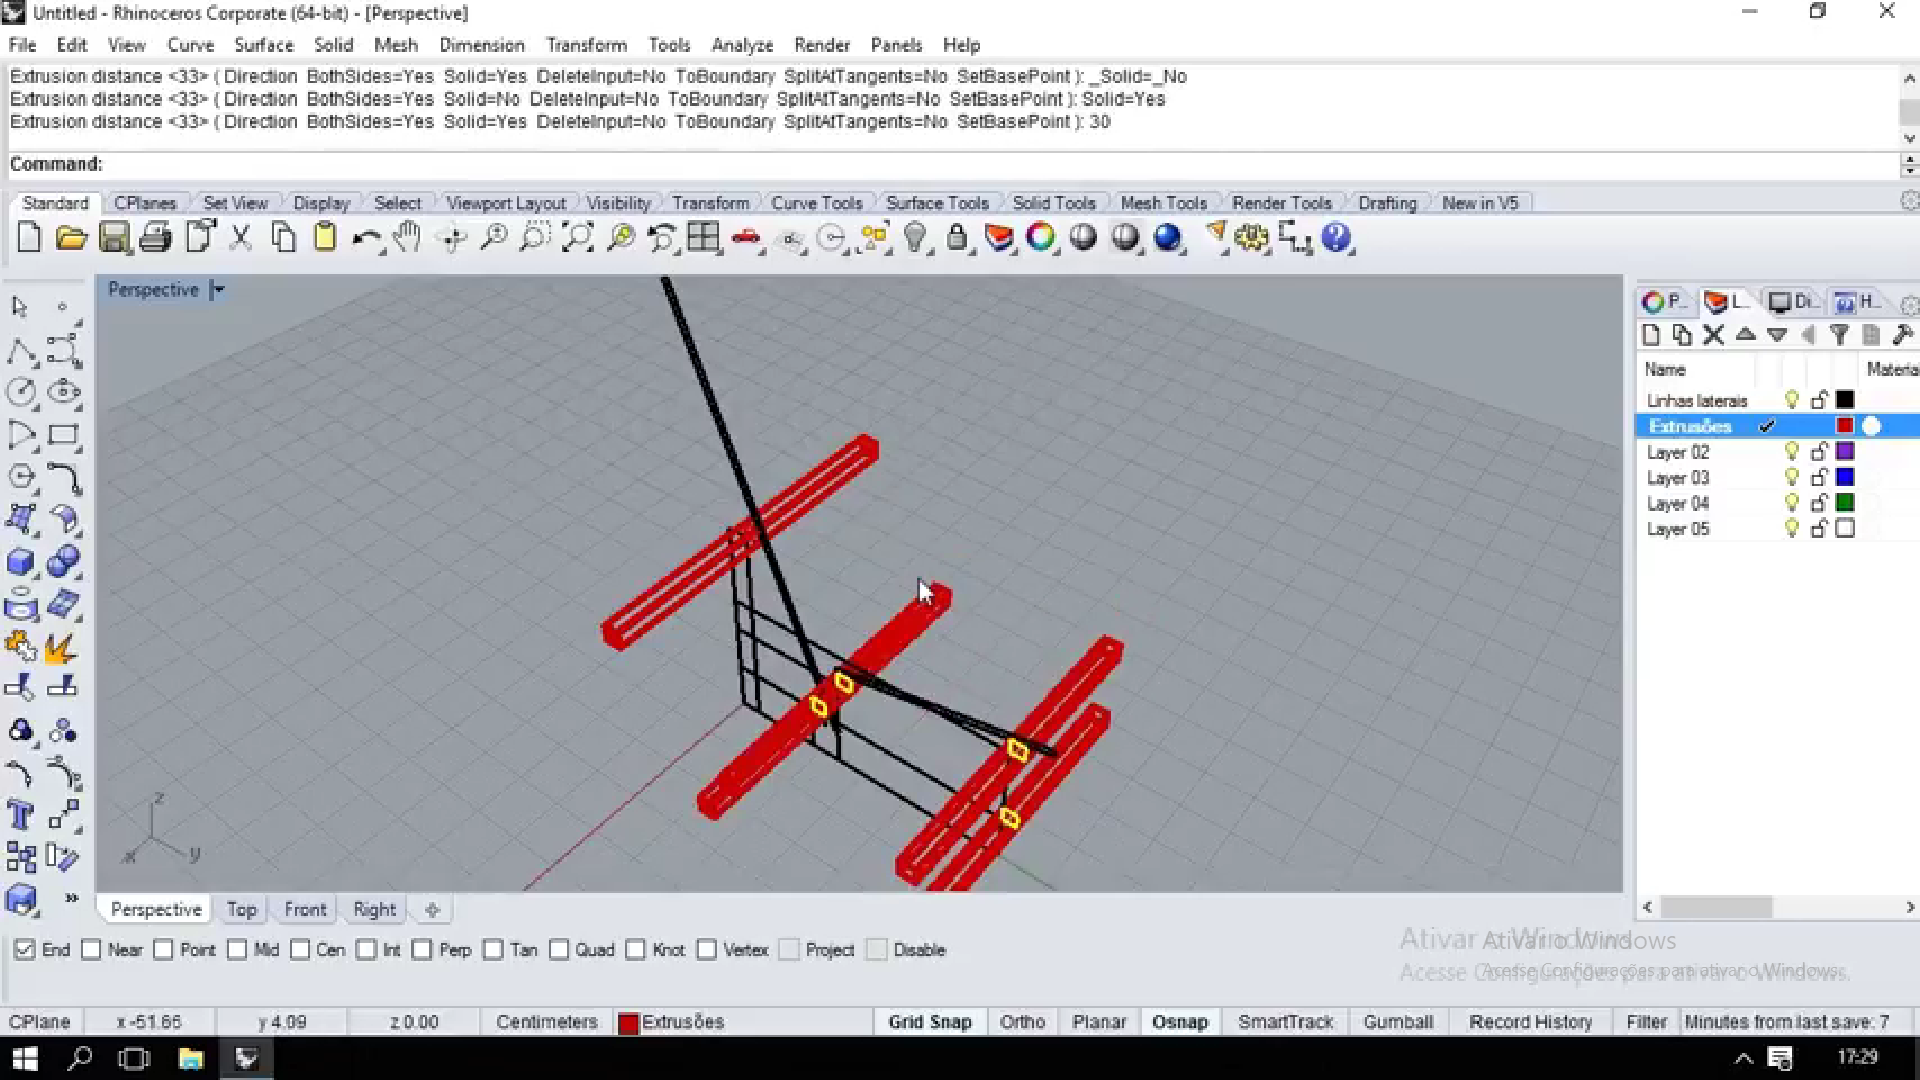 Untitled - Rhinoceros Corporate (64-bit) - [Perspective]
File Edit View Curve Surface Solid Mesh Dimension Transform Tools Analyze Render Panels Help
Extrusion distance <33> ( Direction BothSides=Yes Solid=Yes DeleteInput=No ToBoundary SplitAtTangents=No SetBasePoint ): _Solid=_No
Extrusion distance <33> ( Direction BothSides=Yes Solid=No DeleteInput=No ToBoundary SplitAtTangents=No SetBasePoint ): Solid=Yes
Extrusion distance <33> ( Direction BothSides=Yes Solid=Yes DeleteInput=No ToBoundary SplitAtTangents=No SetBasePoint ): 30
Command:
Standard CPlanes Set View Display Select Viewport Layout Visibility Transform Curve Tools Surface Tools Solid Tools Mesh Tools Render Tools Drafting New in V5
Perspective
P... L... Di... H...
Name Material
Linhas laterais
Extrusões
Layer 02
Layer 03
Layer 04
Layer 05
z
x y
Perspective Top Front Right
End Near Point Mid Cen Int Perp Tan Quad Knot Vertex Project Disable
Ativar o Windows
Acesse Configurações para ativar o Windows.
CPlane x -51.65 y 4.09 z 0.00 Centimeters Extrusões Grid Snap Ortho Planar Osnap SmartTrack Gumball Record History Filter Minutes from last save: 7
17:29